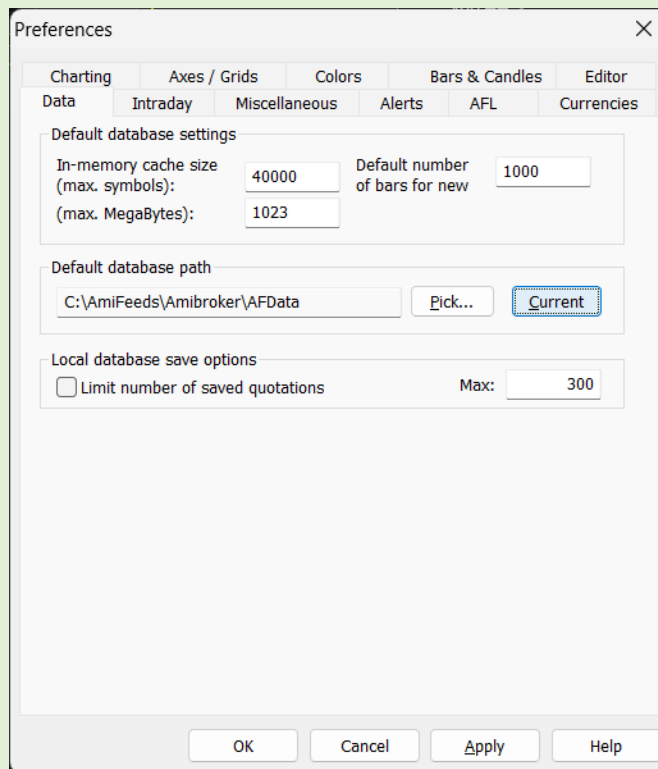 Preferences
Charting Axes / Grids Colors Bars & Candles Editor
Data Intraday Miscellaneous Alerts AFL Currencies
Default database settings
In-memory cache size
(max. symbols):
40000
Default number
of bars for new
1000
(max. MegaBytes):
1023
Default database path
C:\AmiFeeds\Amibroker\AFData
Pick...
Current
Local database save options
Limit number of saved quotations
Max:
300
OK Cancel Apply Help